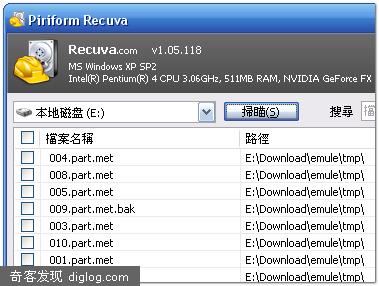 Piriform Recuva
Recuva.com v1.05.118
MS Windows XP SP2
Intel(R) Pentium(R) 4 CPU 3.06GHz, 511MB RAM, NVIDIA GeForce FX
本地磁盘 (E:) 掃瞄(S) 搜尋
檔案名稱 路徑
004.part.met E:\Download\emule\tmp\
008.part.met E:\Download\emule\tmp\
005.part.met E:\Download\emule\tmp\
009.part.met.bak E:\Download\emule\tmp\
003.part.met E:\Download\emule\tmp\
010.part.met E:\Download\emule\tmp\
001.part.met E:\Download\emule\tmp\
奇客发现 diglog.com